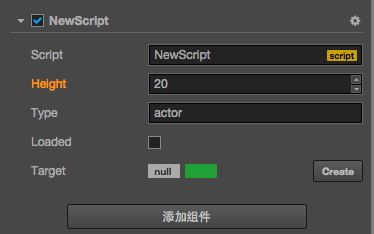 NewScript
Script NewScript script
Height 20
Type actor
Loaded
Target null Create
添加组件